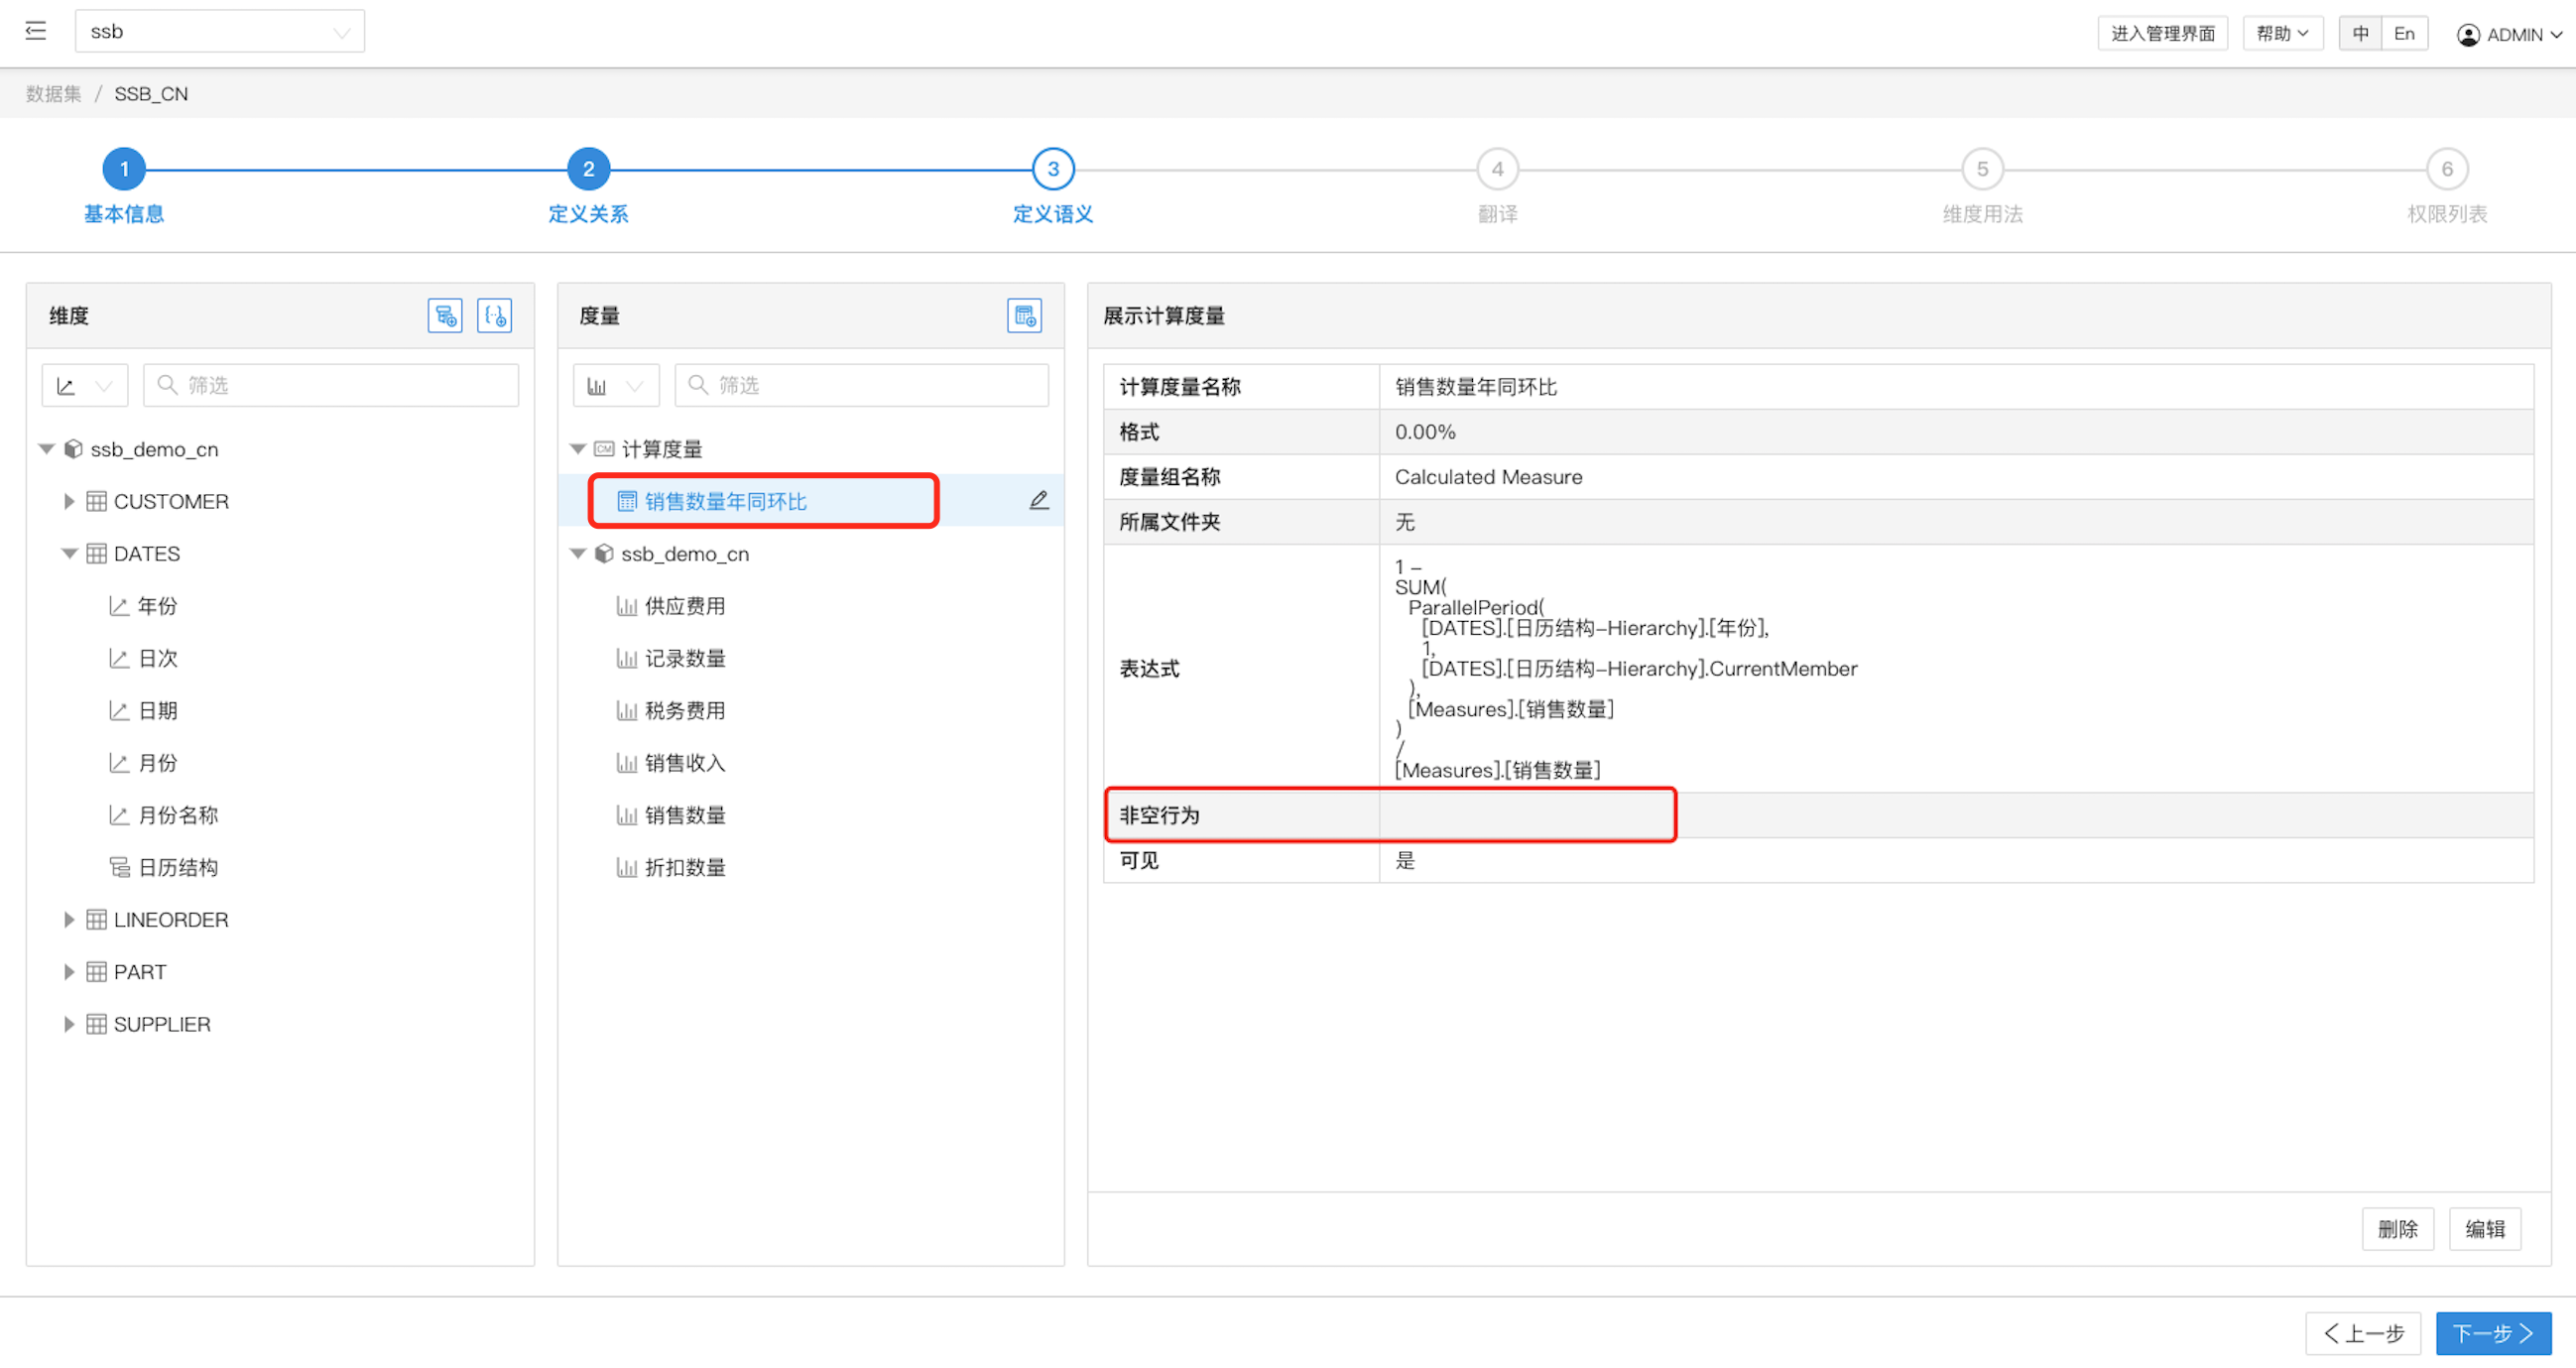 ssb
进入管理界面
帮助
中
En
ADMIN
数据集 / SSB_CN
1
2
3
4
5
6
基本信息
定义关系
定义语义
翻译
维度用法
权限列表
维度
筛选
ssb_demo_cn
CUSTOMER
DATES
年份
日次
日期
月份
月份名称
日历结构
LINEORDER
PART
SUPPLIER
度量
筛选
CM 计算度量
销售数量年同环比
ssb_demo_cn
供应费用
记录数量
税务费用
销售收入
销售数量
折扣数量
展示计算度量
计算度量名称 销售数量年同环比
格式 0.00%
度量组名称 Calculated Measure
所属文件夹 无
表达式
1 –
SUM(
ParallelPeriod(
[DATES].[日历结构–Hierarchy].[年份],
1,
[DATES].[日历结构–Hierarchy].CurrentMember
),
[Measures].[销售数量]
)
/
[Measures].[销售数量]
非空行为
可见 是
删除
编辑
上一步
下一步